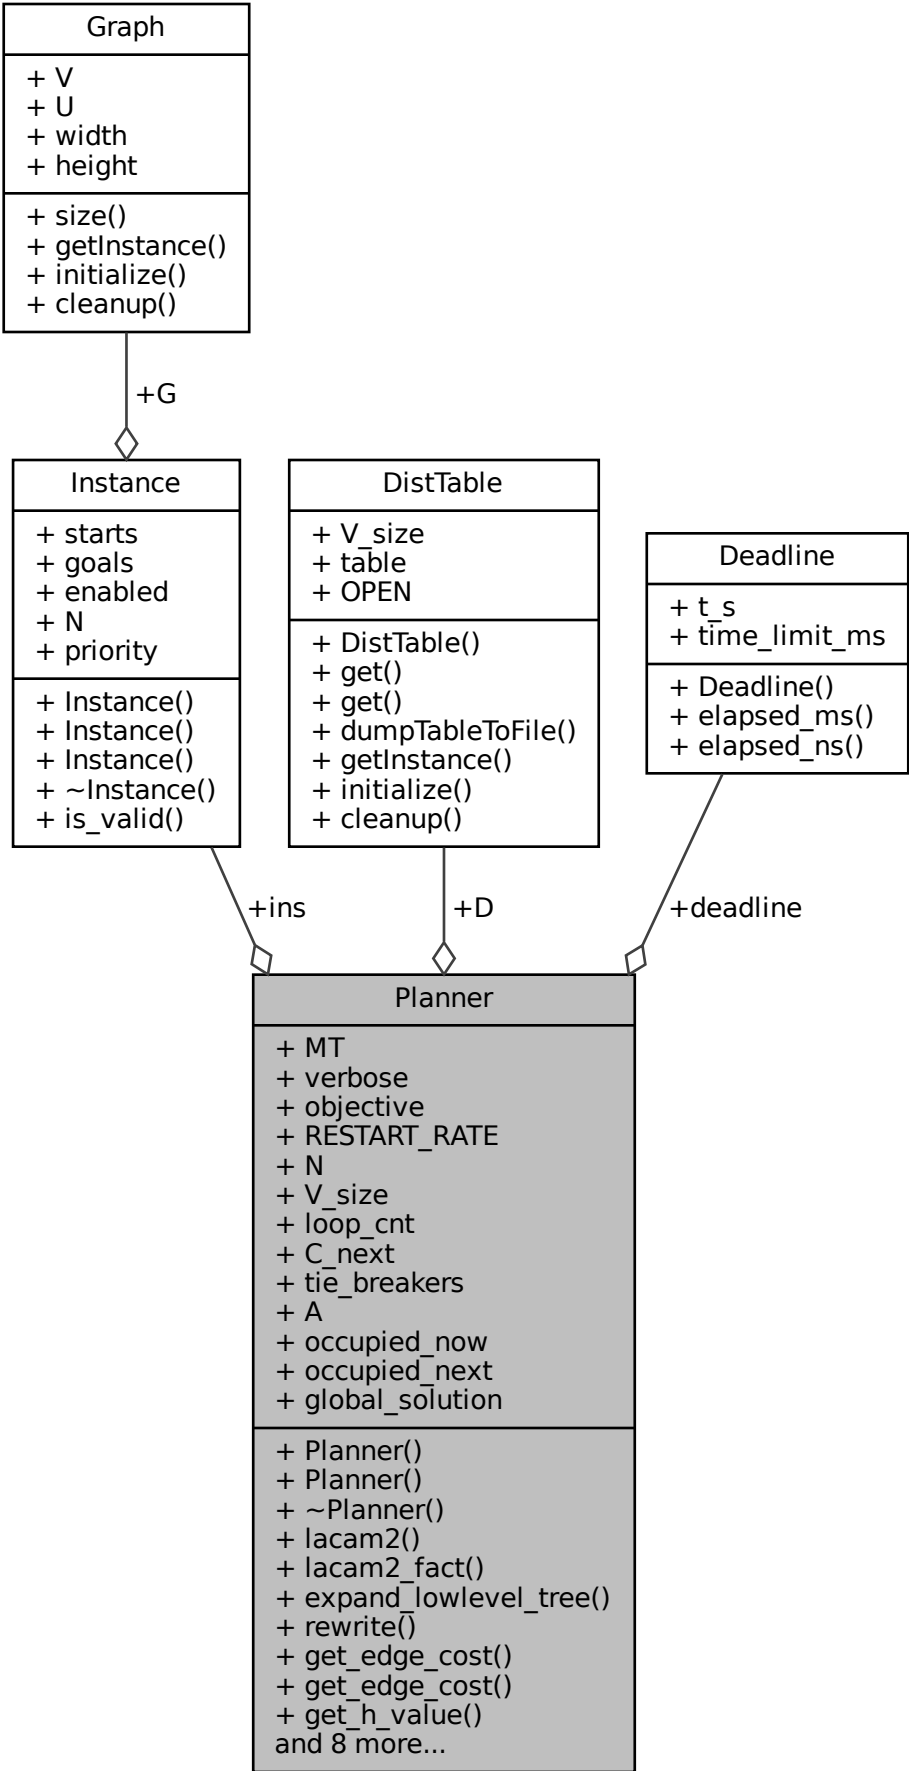 Graph
+ V
+ U
+ width
+ height
+ size()
+ getInstance()
+ initialize()
+ cleanup()
+G
Instance
+ starts
+ goals
+ enabled
+ N
+ priority
+ Instance()
+ Instance()
+ Instance()
+ ~Instance()
+ is_valid()
DistTable
+ V_size
+ table
+ OPEN
+ DistTable()
+ get()
+ get()
+ dumpTableToFile()
+ getInstance()
+ initialize()
+ cleanup()
Deadline
+ t_s
+ time_limit_ms
+ Deadline()
+ elapsed_ms()
+ elapsed_ns()
+ins
+D
+deadline
Planner
+ MT
+ verbose
+ objective
+ RESTART_RATE
+ N
+ V_size
+ loop_cnt
+ C_next
+ tie_breakers
+ A
+ occupied_now
+ occupied_next
+ global_solution
+ Planner()
+ Planner()
+ ~Planner()
+ lacam2()
+ lacam2_fact()
+ expand_lowlevel_tree()
+ rewrite()
+ get_edge_cost()
+ get_edge_cost()
+ get_h_value()
and 8 more...